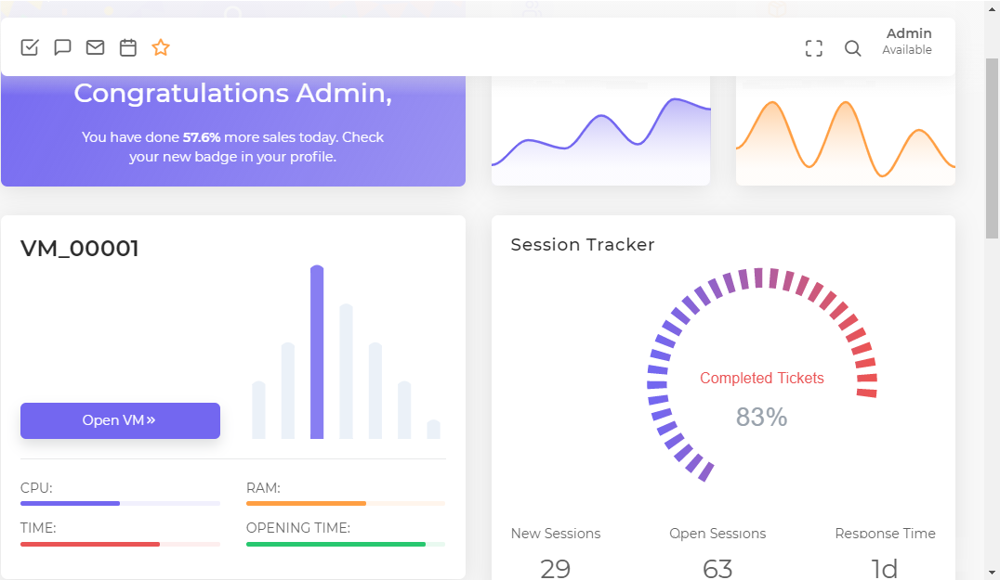 Admin
Available
Congratulations Admin,
You have done 57.6% more sales today. Check
your new badge in your profile.
VM_00001
Open VM»
CPU:
RAM:
TIME:
OPENING TIME:
Session Tracker
Completed Tickets
83%
New Sessions
Open Sessions
Response Time
29
63
1d